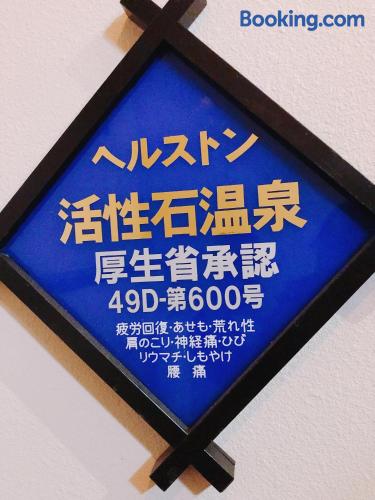 Booking.com
ヘルストン
活性石温泉
厚生省承認
49D-第600号
疲労回復・あせも・荒れ性
肩のこり・神経痛・ひび
リウマチ・しもやけ
腰痛